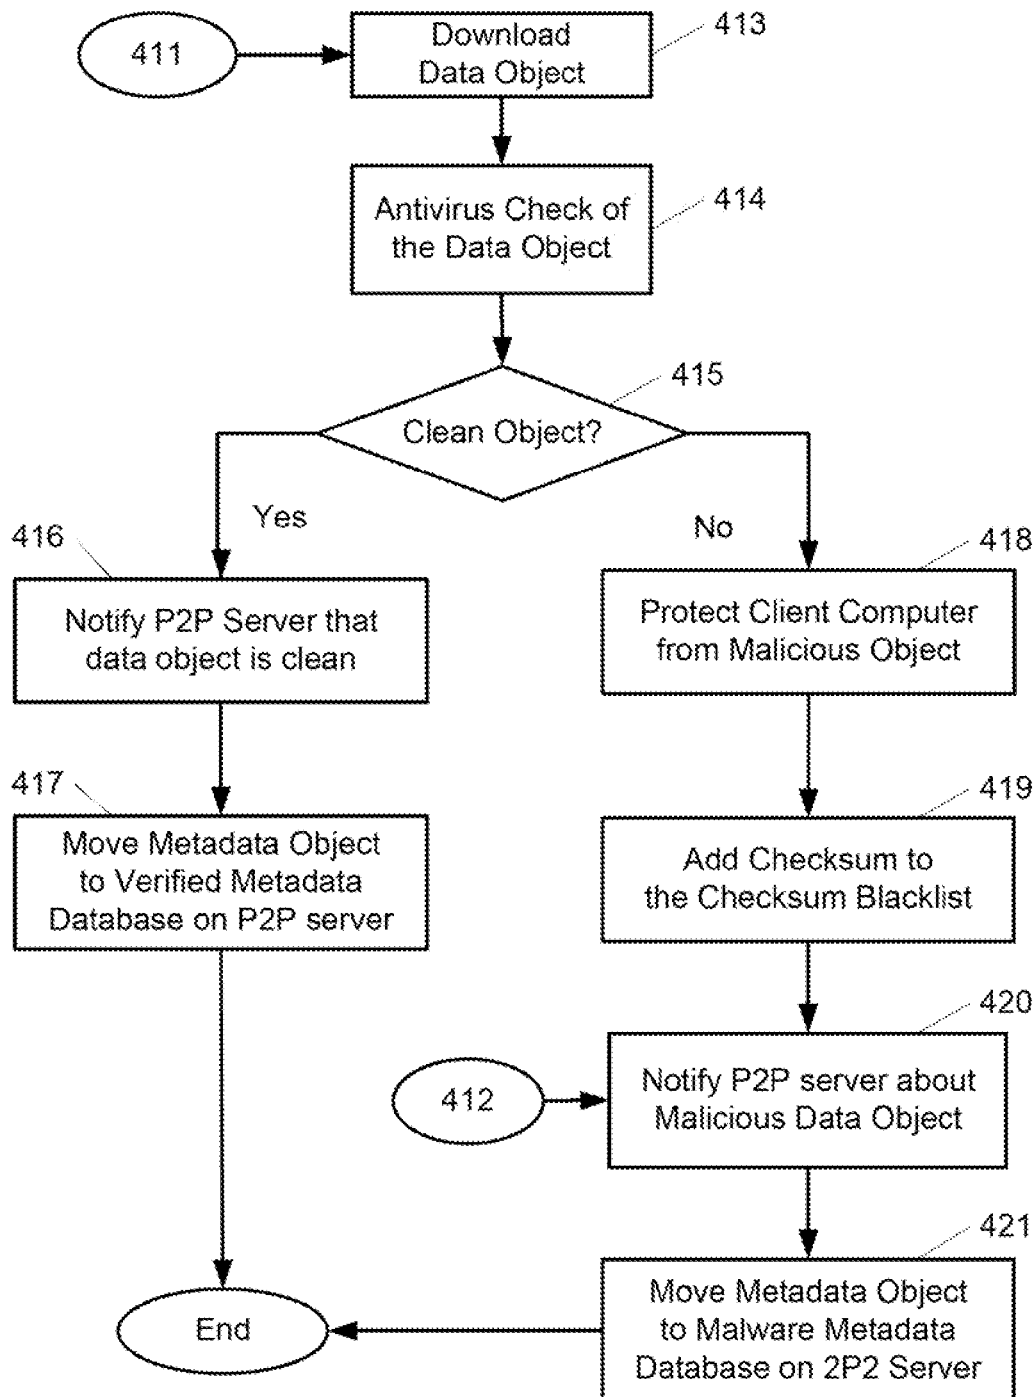 411
Download
Data Object
413
Antivirus Check of
the Data Object
414
Clean Object?
415
Yes
No
416
Notify P2P Server that
data object is clean
418
Protect Client Computer
from Malicious Object
417
Move Metadata Object
to Verified Metadata
Database on P2P server
419
Add Checksum to
the Checksum Blacklist
420
412
Notify P2P server about
Malicious Data Object
421
End
Move Metadata Object
to Malware Metadata
Database on 2P2 Server